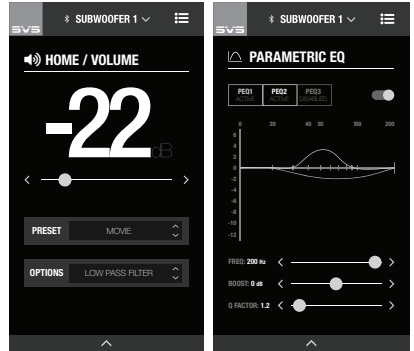 SVS
SUBWOOFER 1
HOME / VOLUME
-22
dB
PRESET MOVIE
OPTIONS LOW PASS FILTER
SVS
SUBWOOFER 1
PARAMETRIC EQ
PEQ1 PEQ2 PEQ3
ACTIVE ACTIVE DISABLED
0 20 40 50 100 200
6
4
2
0
-2
-4
-6
-8
-10
-12
FREQ: 200 Hz
BOOST: 0 dB
Q FACTOR: 1.2